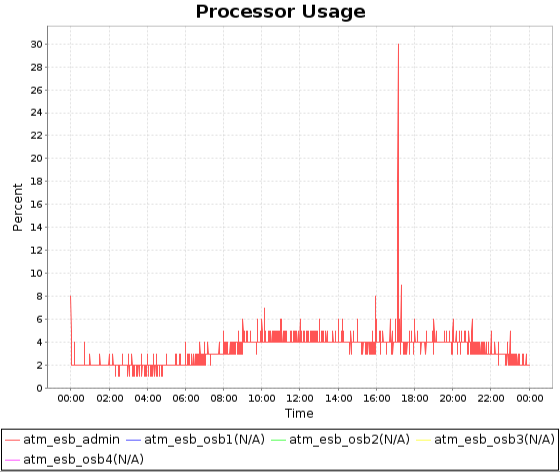 Processor Usage
30
28
26
24
22
20
18
16
14
12
10
8
6
4
2
0
Percent
00:00 02:00 04:00 06:00 08:00 10:00 12:00 14:00 16:00 18:00 20:00 22:00 00:00
Time
atm_esb_admin atm_esb_osb1(N/A) atm_esb_osb2(N/A) atm_esb_osb3(N/A)
atm_esb_osb4(N/A)